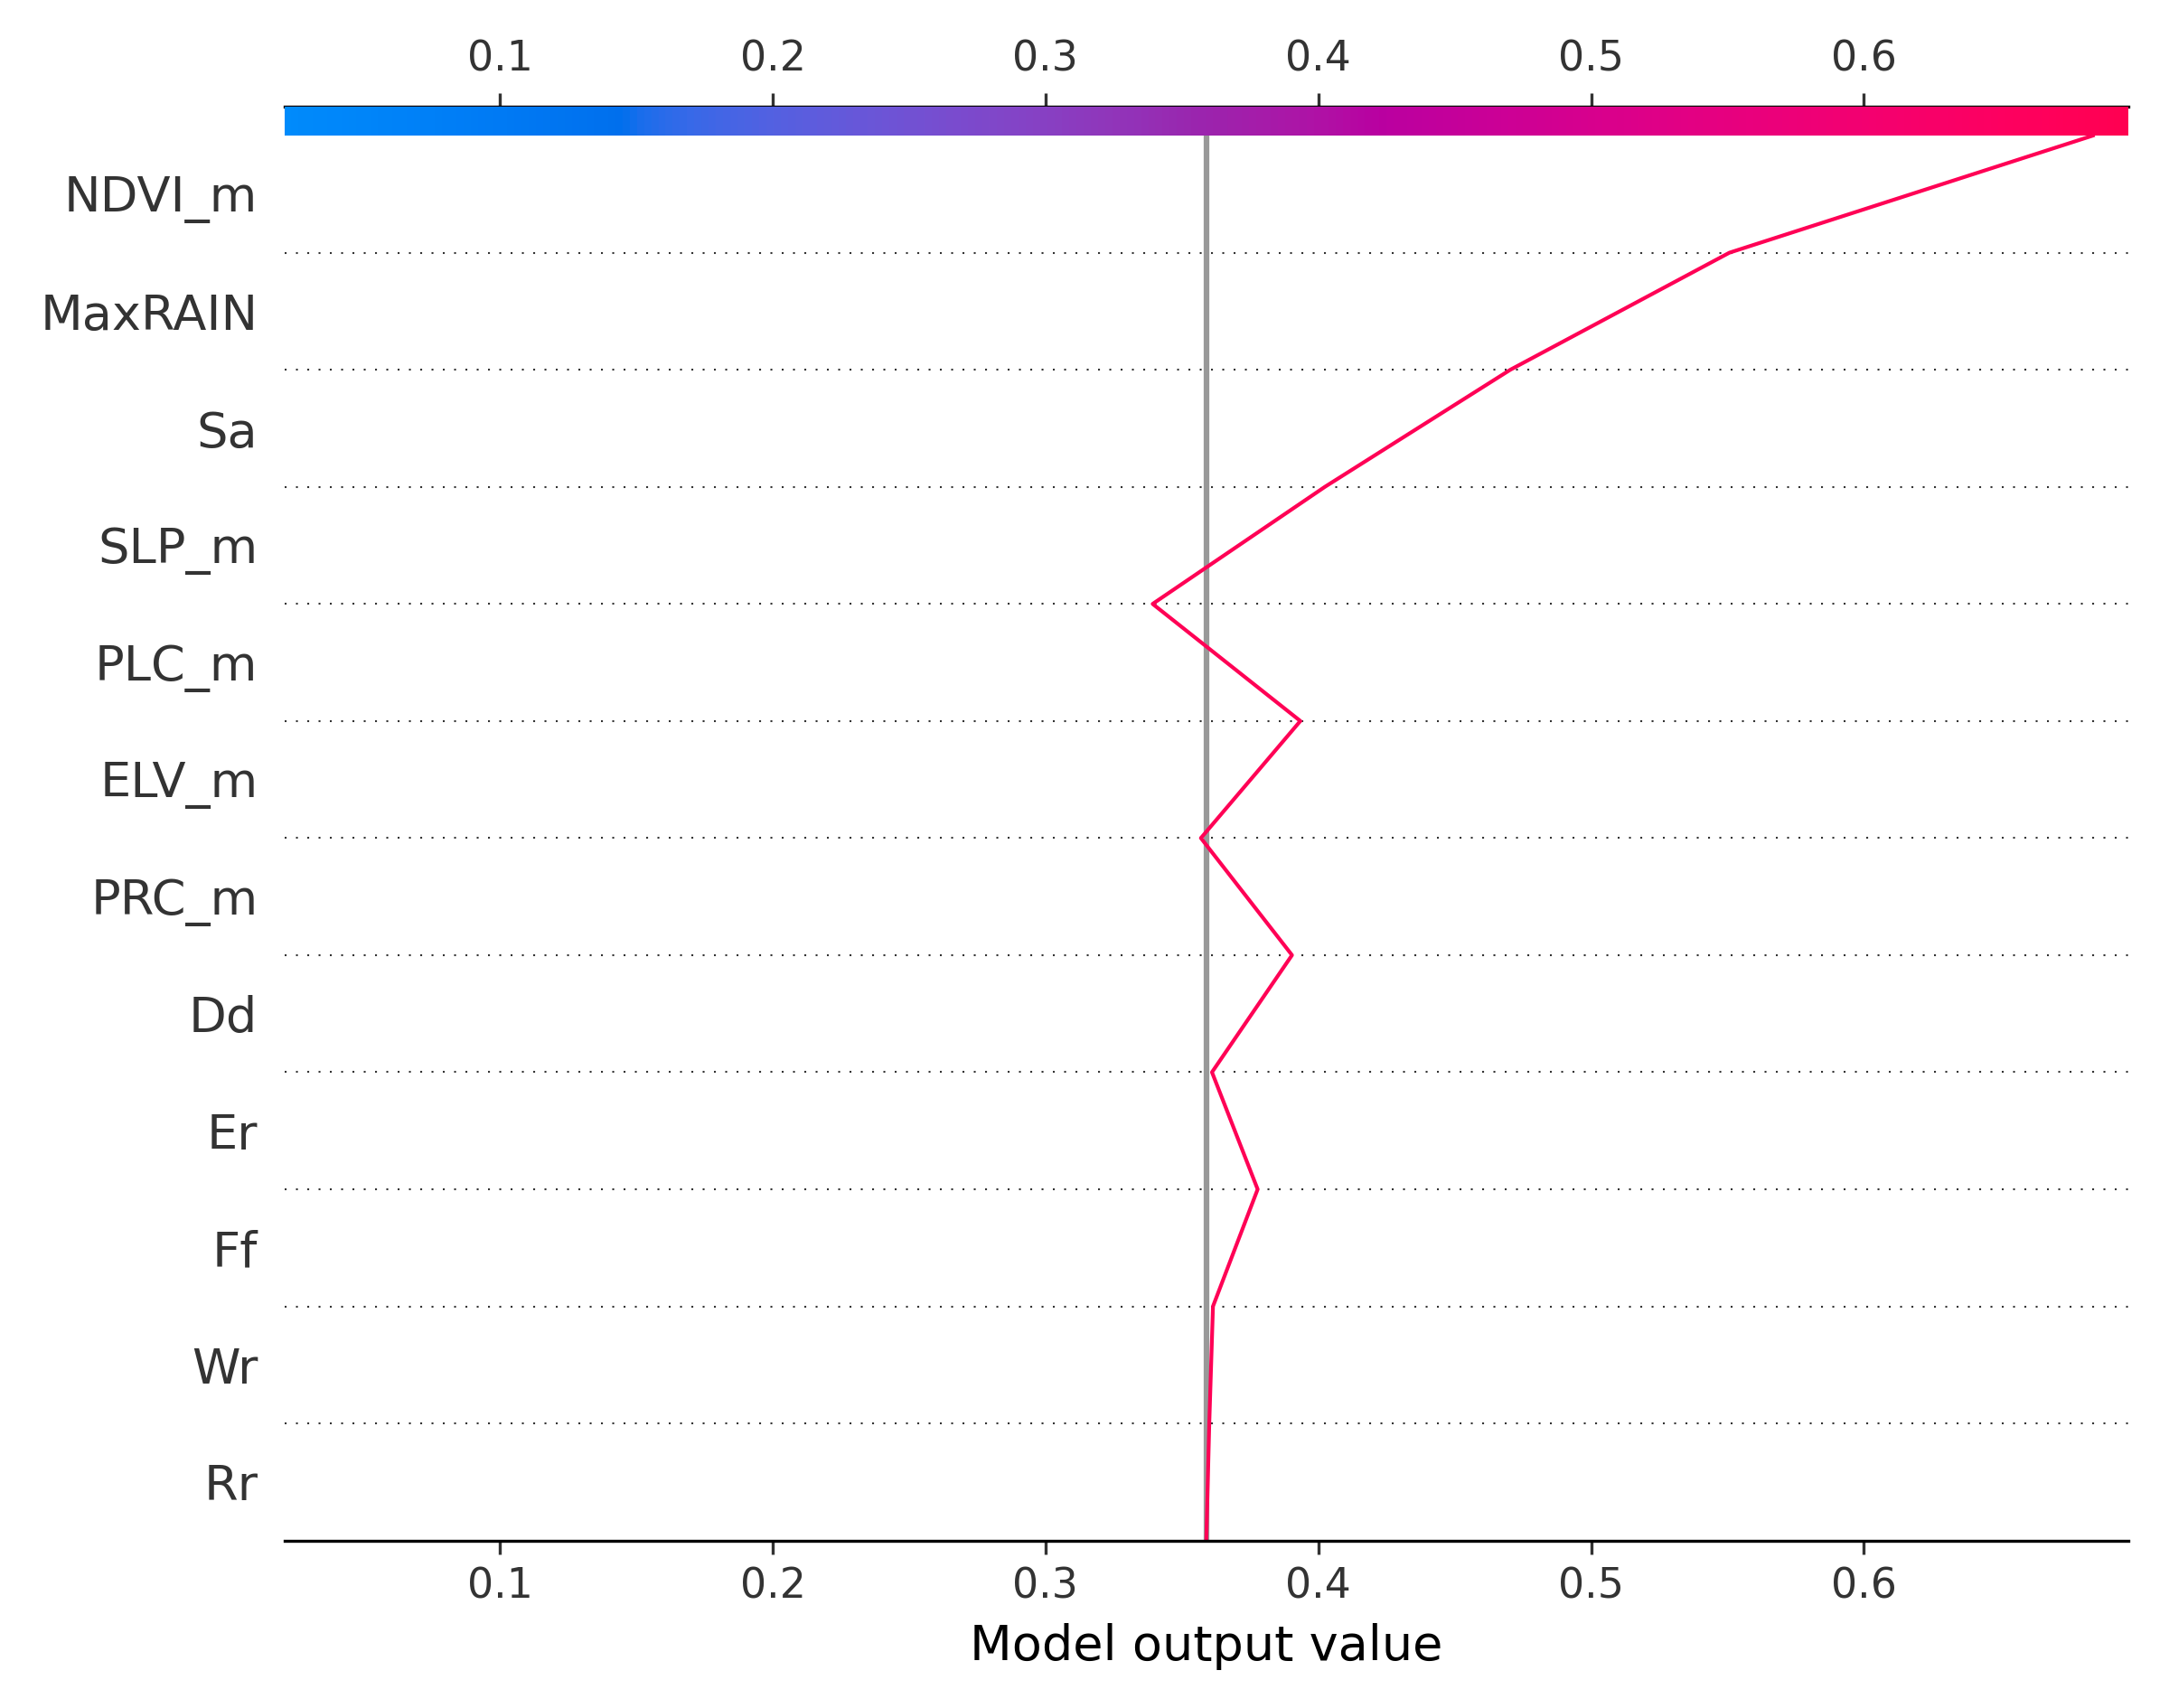 0.1 0.2 0.3 0.4 0.5 0.6
NDVI_m
MaxRAIN
Sa
SLP_m
PLC_m
ELV_m
PRC_m
Dd
Er
Ff
Wr
Rr
0.1 0.2 0.3 0.4 0.5 0.6
Model output value